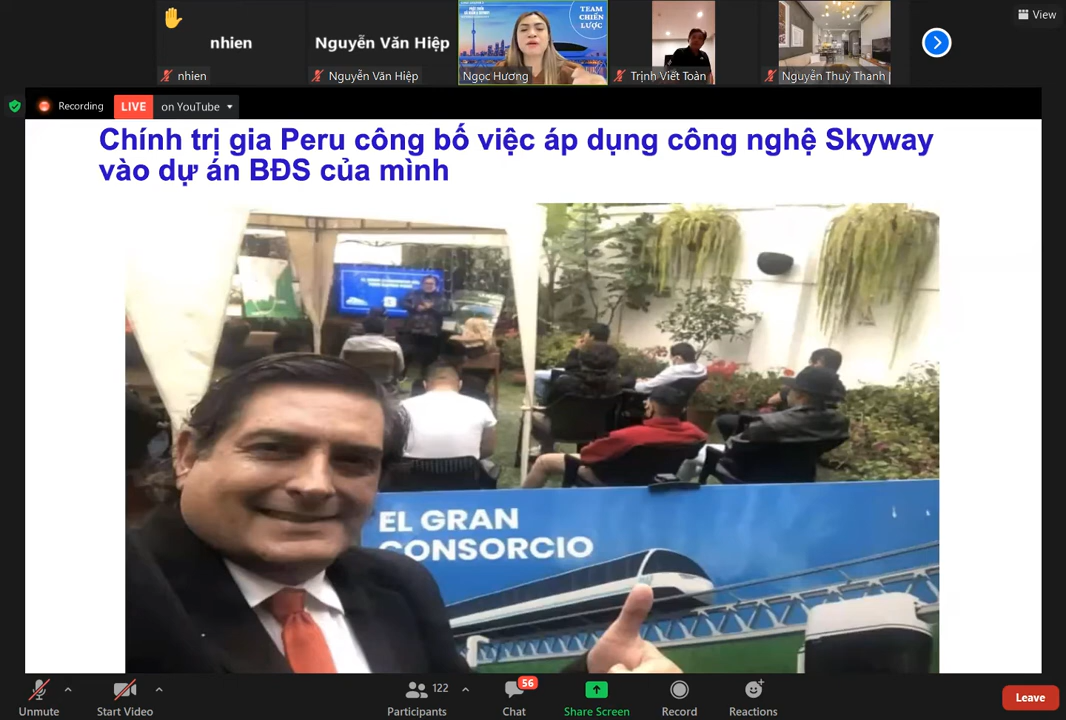 nhien
Nguyễn Văn Hiệp
TEAM
CHIẾN
LƯỢC
nhien
Nguyễn Văn Hiệp
Ngọc Hương
Trịnh Viết Toàn
Nguyễn Thuỳ Thanh
View
Recording
LIVE
on YouTube
Chính trị gia Peru công bố việc áp dụng công nghệ Skyway
vào dự án BĐS của mình
EL GRAN
CONSORCIO
Unmute
Start Video
122
Participants
56
Chat
Share Screen
Record
Reactions
Leave